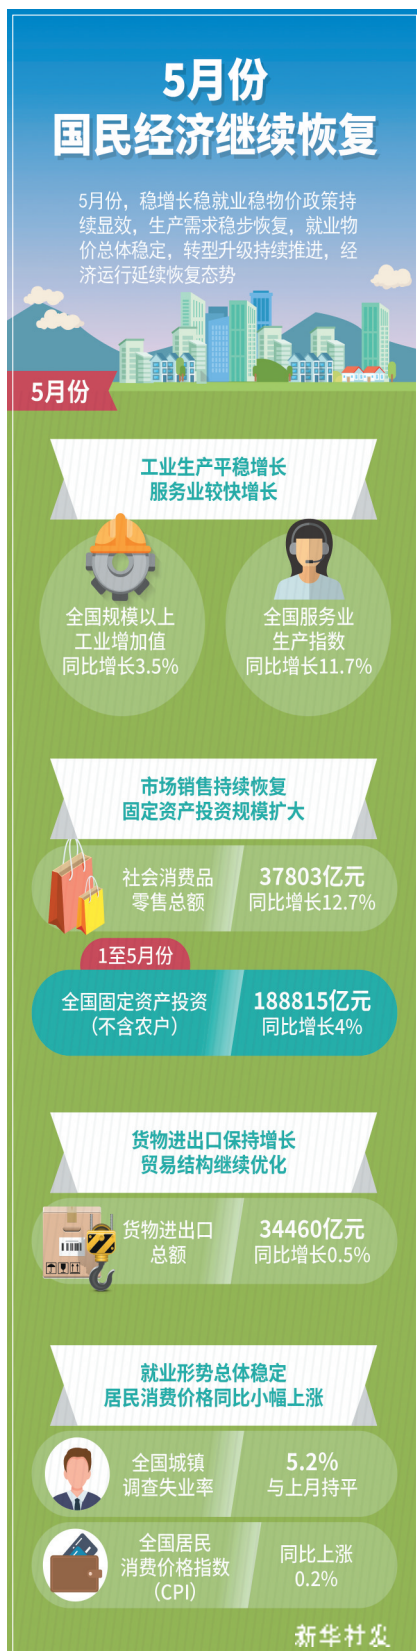 5月份
国民经济继续恢复
5月份，稳增长稳就业稳物价政策持
续显效，生产需求稳步恢复，就业物
价总体稳定，转型升级持续推进，经
济运行延续恢复态势
5月份
工业生产平稳增长
服务业较快增长
全国规模以上
工业增加值
同比增长3.5%
全国服务业
生产指数
同比增长11.7%
市场销售持续恢复
固定资产投资规模扩大
社会消费品
零售总额
37803亿元
同比增长12.7%
1至5月份
全国固定资产投资
（不含农户）
188815亿元
同比增长4%
货物进出口保持增长
贸易结构继续优化
货物进出口
总额
34460亿元
同比增长0.5%
就业形势总体稳定
居民消费价格同比小幅上涨
全国城镇
调查失业率
5.2%
与上月持平
全国居民
消费价格指数
（CPI）
同比上涨
0.2%
新华社发